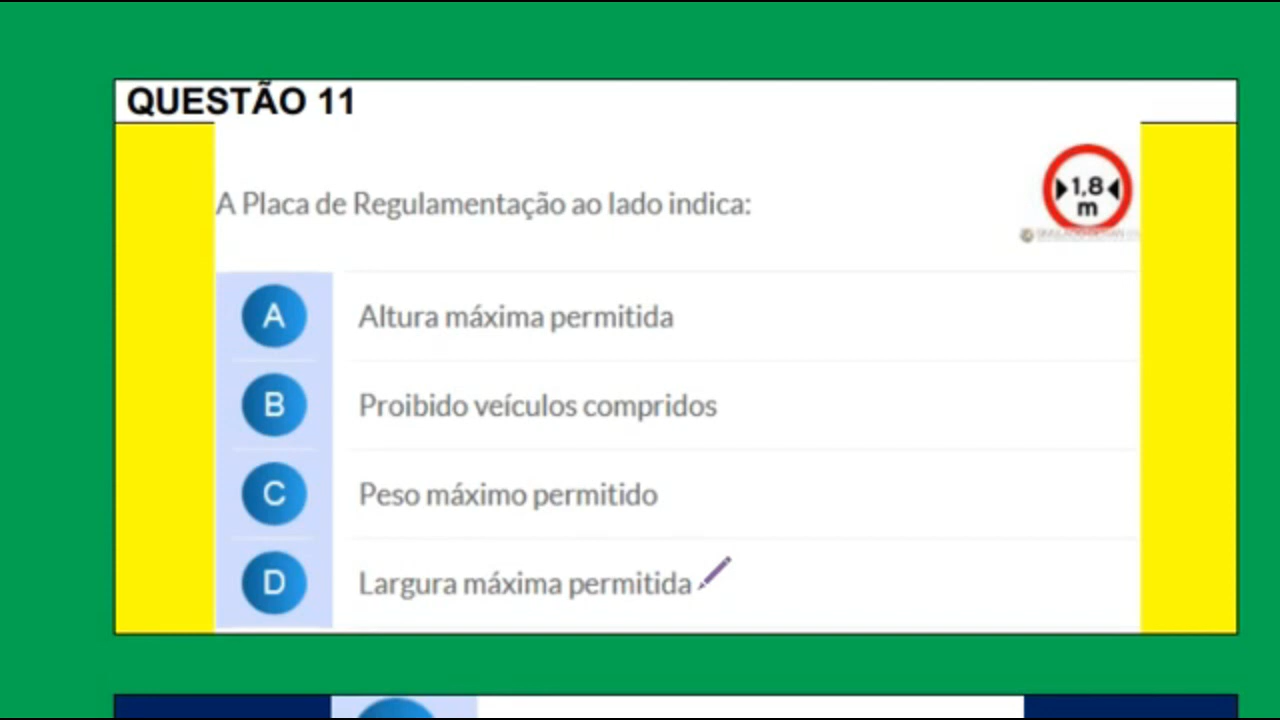 QUESTÃO 11
A Placa de Regulamentação ao lado indica:
1,8
m
A Altura máxima permitida
B Proibido veículos compridos
C Peso máximo permitido
D Largura máxima permitida